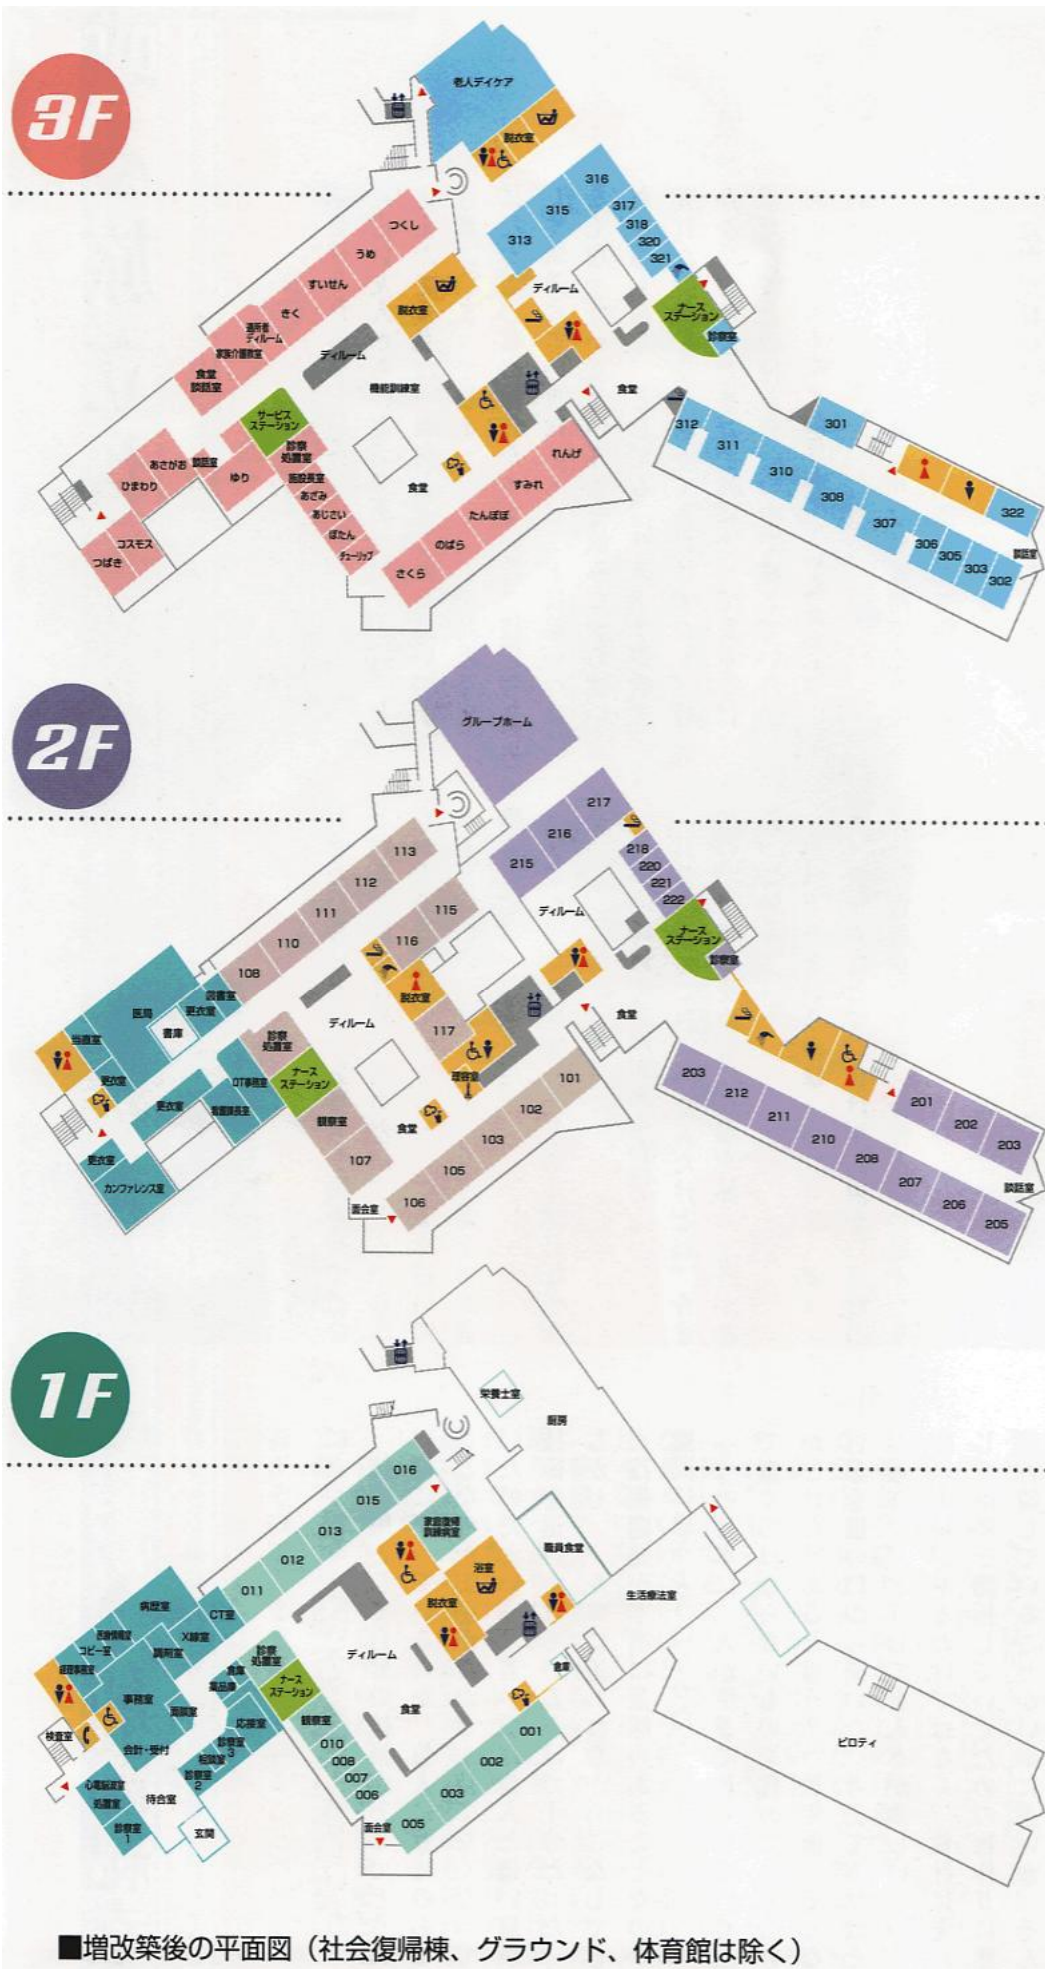 3F
老人デイケア
脱衣室
316
315
317
313
318
320
321
つくし
うめ
すいせん
きく
通所者
ディルーム
家族介護教室
食堂
談話室
脱衣室
ディルーム
ディルーム
ナース
ステーション
診察室
機能訓練室
食堂
サービス
ステーション
診察
処置室
食堂
あさがお
談話室
ひまわり
ゆり
施設長室
あざみ
あじさい
ぼたん
チューリップ
コスモス
つばき
れんげ
すみれ
たんぽぽ
のばら
さくら
312
311
310
308
307
306
305
303
302
301
322
談話室
2F
グループホーム
217
216
215
218
220
221
222
ディルーム
ナース
ステーション
診察室
食堂
113
112
111
110
108
115
116
脱衣室
117
理容室
ディルーム
図書室
更衣室
医局
書庫
当直室
更衣室
更衣室
更衣室
カンファレンス室
OT事務室
看護課長室
診察
処置室
ナース
ステーション
観察室
107
食堂
面会室
101
102
103
105
106
203
212
211
210
208
207
206
205
201
202
203
談話室
1F
栄養士室
厨房
職員食堂
生活療法室
ピロティ
016
015
013
012
011
家庭復帰
訓練病室
浴室
脱衣室
ディルーム
食堂
倉庫
CT室
X線室
病歴室
医療情報室
コピー室
経理事務室
調剤室
事務室
面談室
会計・受付
検査室
心電脳波室
処置室
診察室
1
待合室
玄関
倉庫
薬品庫
応接室
診察室
3
相談室
診察室
2
診察
処置室
ナース
ステーション
観察室
010
008
007
006
面会室
001
002
003
005
■増改築後の平面図（社会復帰棟、グラウンド、体育館は除く）